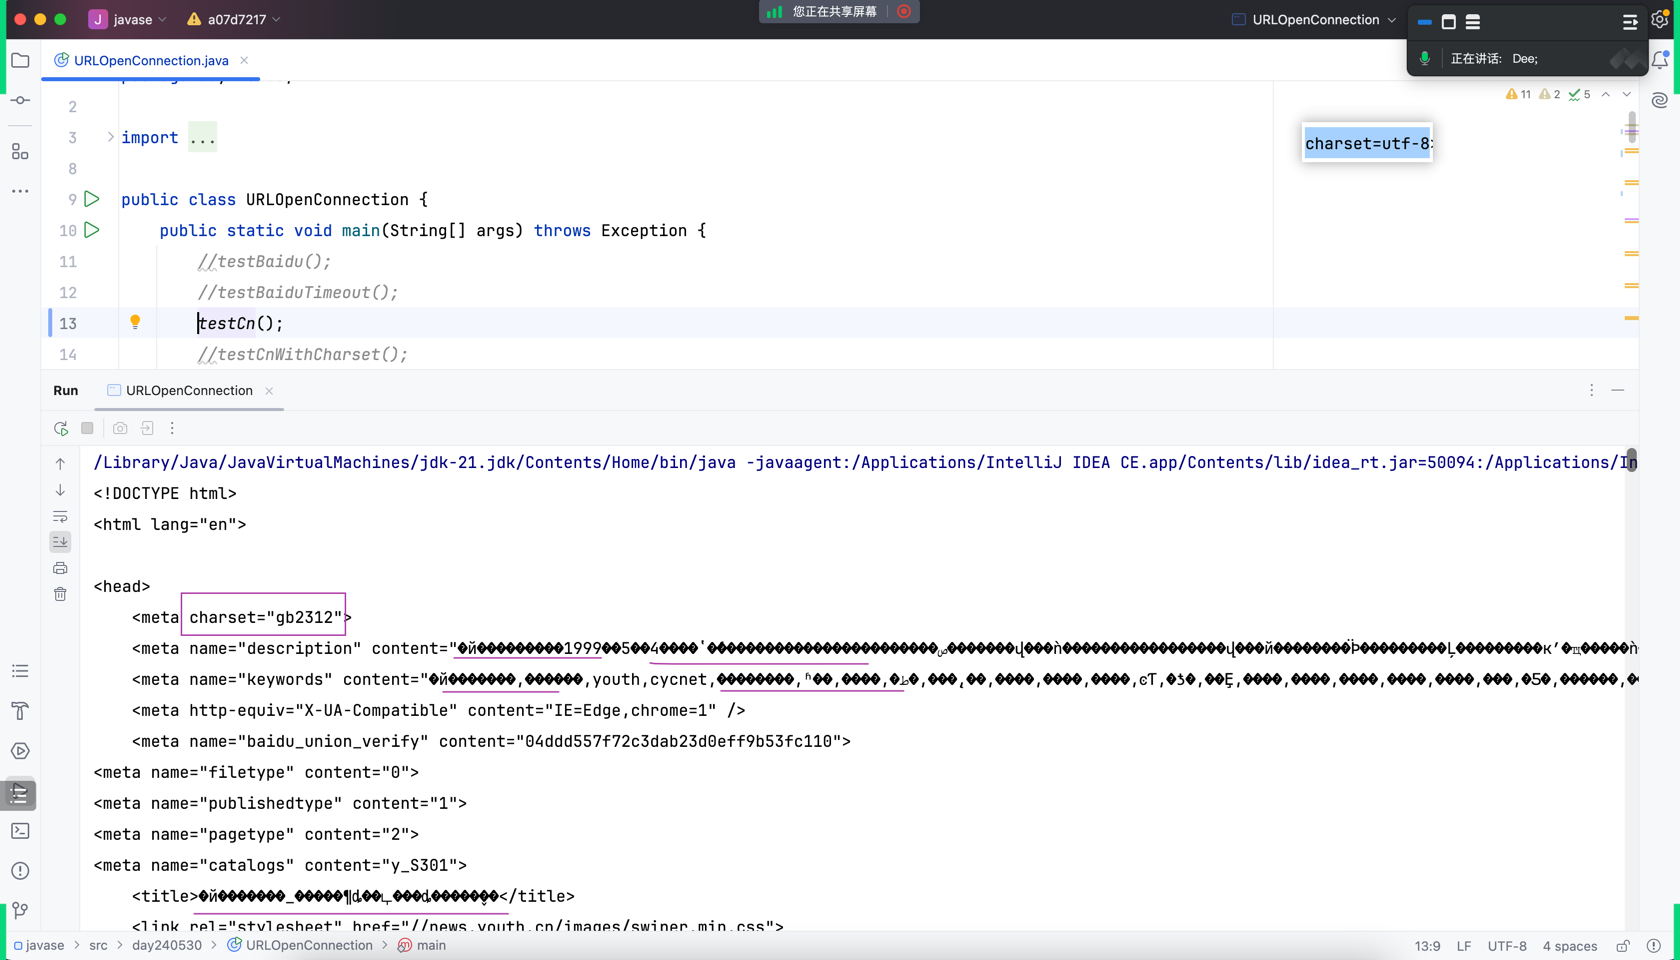 javase
a07d7217
您正在共享屏幕
URLOpenConnection
正在讲话: Dee;
URLOpenConnection.java
11 2 5
2
3 import ...
charset=utf-8
8
9 public class URLOpenConnection {
10 public static void main(String[] args) throws Exception {
11 //testBaidu();
12 //testBaiduTimeout();
13 testCn();
14 //testCnWithCharset();
Run URLOpenConnection
/Library/Java/JavaVirtualMachines/jdk-21.jdk/Contents/Home/bin/java -javaagent:/Applications/IntelliJ IDEA CE.app/Contents/lib/idea_rt.jar=50094:/Applications/In
<!DOCTYPE html>
<html lang="en">
<head>
<meta charset="gb2312">
<meta name="description" content="�й���������1999��5��4����
<meta name="keywords" content="�й�������,������,youth,cycnet,
<meta http-equiv="X-UA-Compatible" content="IE=Edge,chrome=1" />
<meta name="baidu_union_verify" content="04ddd557f72c3dab23d0eff9b53fc110">
<meta name="filetype" content="0">
<meta name="publishedtype" content="1">
<meta name="pagetype" content="2">
<meta name="catalogs" content="y_S301">
<title>�й�������_�����</title>
<link rel="stylesheet" href="//news.youth.cn/images/swiper.min.css">
javase > src > day240530 > URLOpenConnection > main
13:9 LF UTF-8 4 spaces